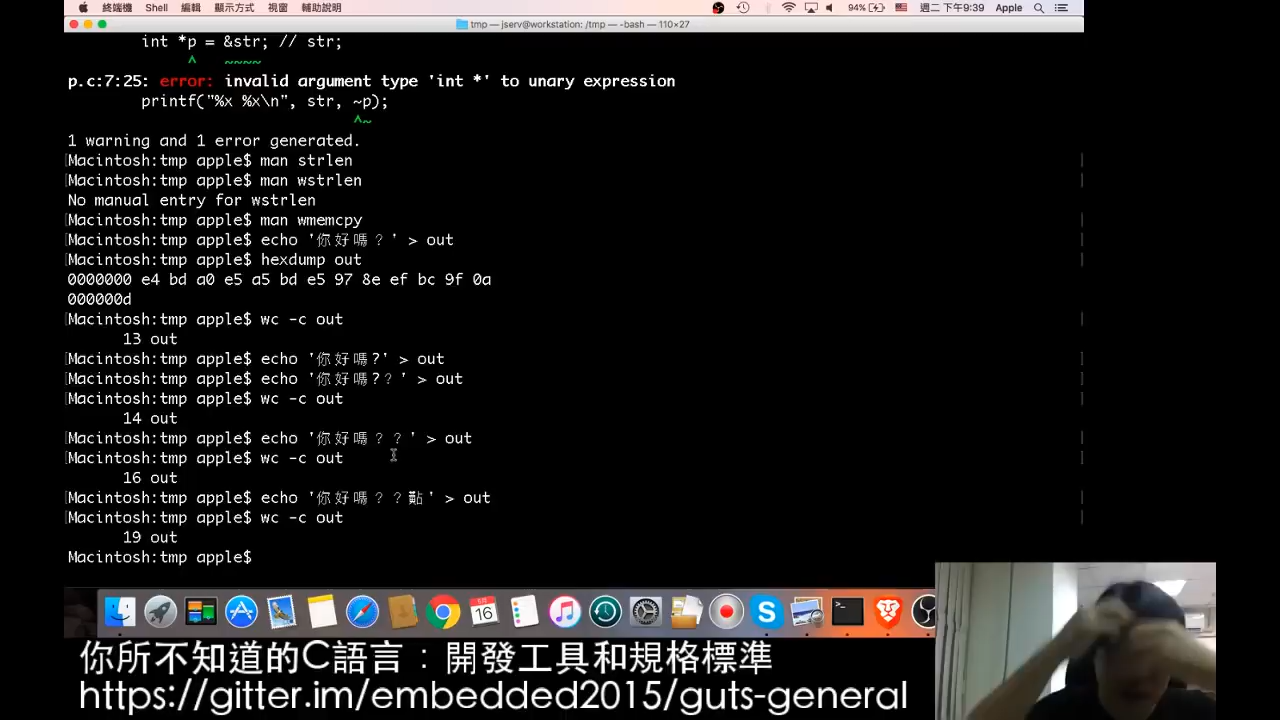 終端機 Shell 編輯 顯示方式 視窗 輔助說明 94% 週二 下午9:39 Apple
tmp — jserv@workstation: /tmp — -bash — 110×27
int *p = &str; // str;
^ ~~~~
p.c:7:25: error: invalid argument type 'int *' to unary expression
printf("%x %x\n", str, ~p);
^~
1 warning and 1 error generated.
Macintosh:tmp apple$ man strlen
Macintosh:tmp apple$ man wstrlen
No manual entry for wstrlen
Macintosh:tmp apple$ man wmemcpy
Macintosh:tmp apple$ echo '你好嗎？' > out
Macintosh:tmp apple$ hexdump out
0000000 e4 bd a0 e5 a5 bd e5 97 8e ef bc 9f 0a
000000d
Macintosh:tmp apple$ wc -c out
13 out
Macintosh:tmp apple$ echo '你好嗎?' > out
Macintosh:tmp apple$ echo '你好嗎?？' > out
Macintosh:tmp apple$ wc -c out
14 out
Macintosh:tmp apple$ echo '你好嗎？？' > out
Macintosh:tmp apple$ wc -c out
16 out
Macintosh:tmp apple$ echo '你好嗎？？點' > out
Macintosh:tmp apple$ wc -c out
19 out
Macintosh:tmp apple$
16
你所不知道的C語言：開發工具和規格標準
https://gitter.im/embedded2015/guts-general